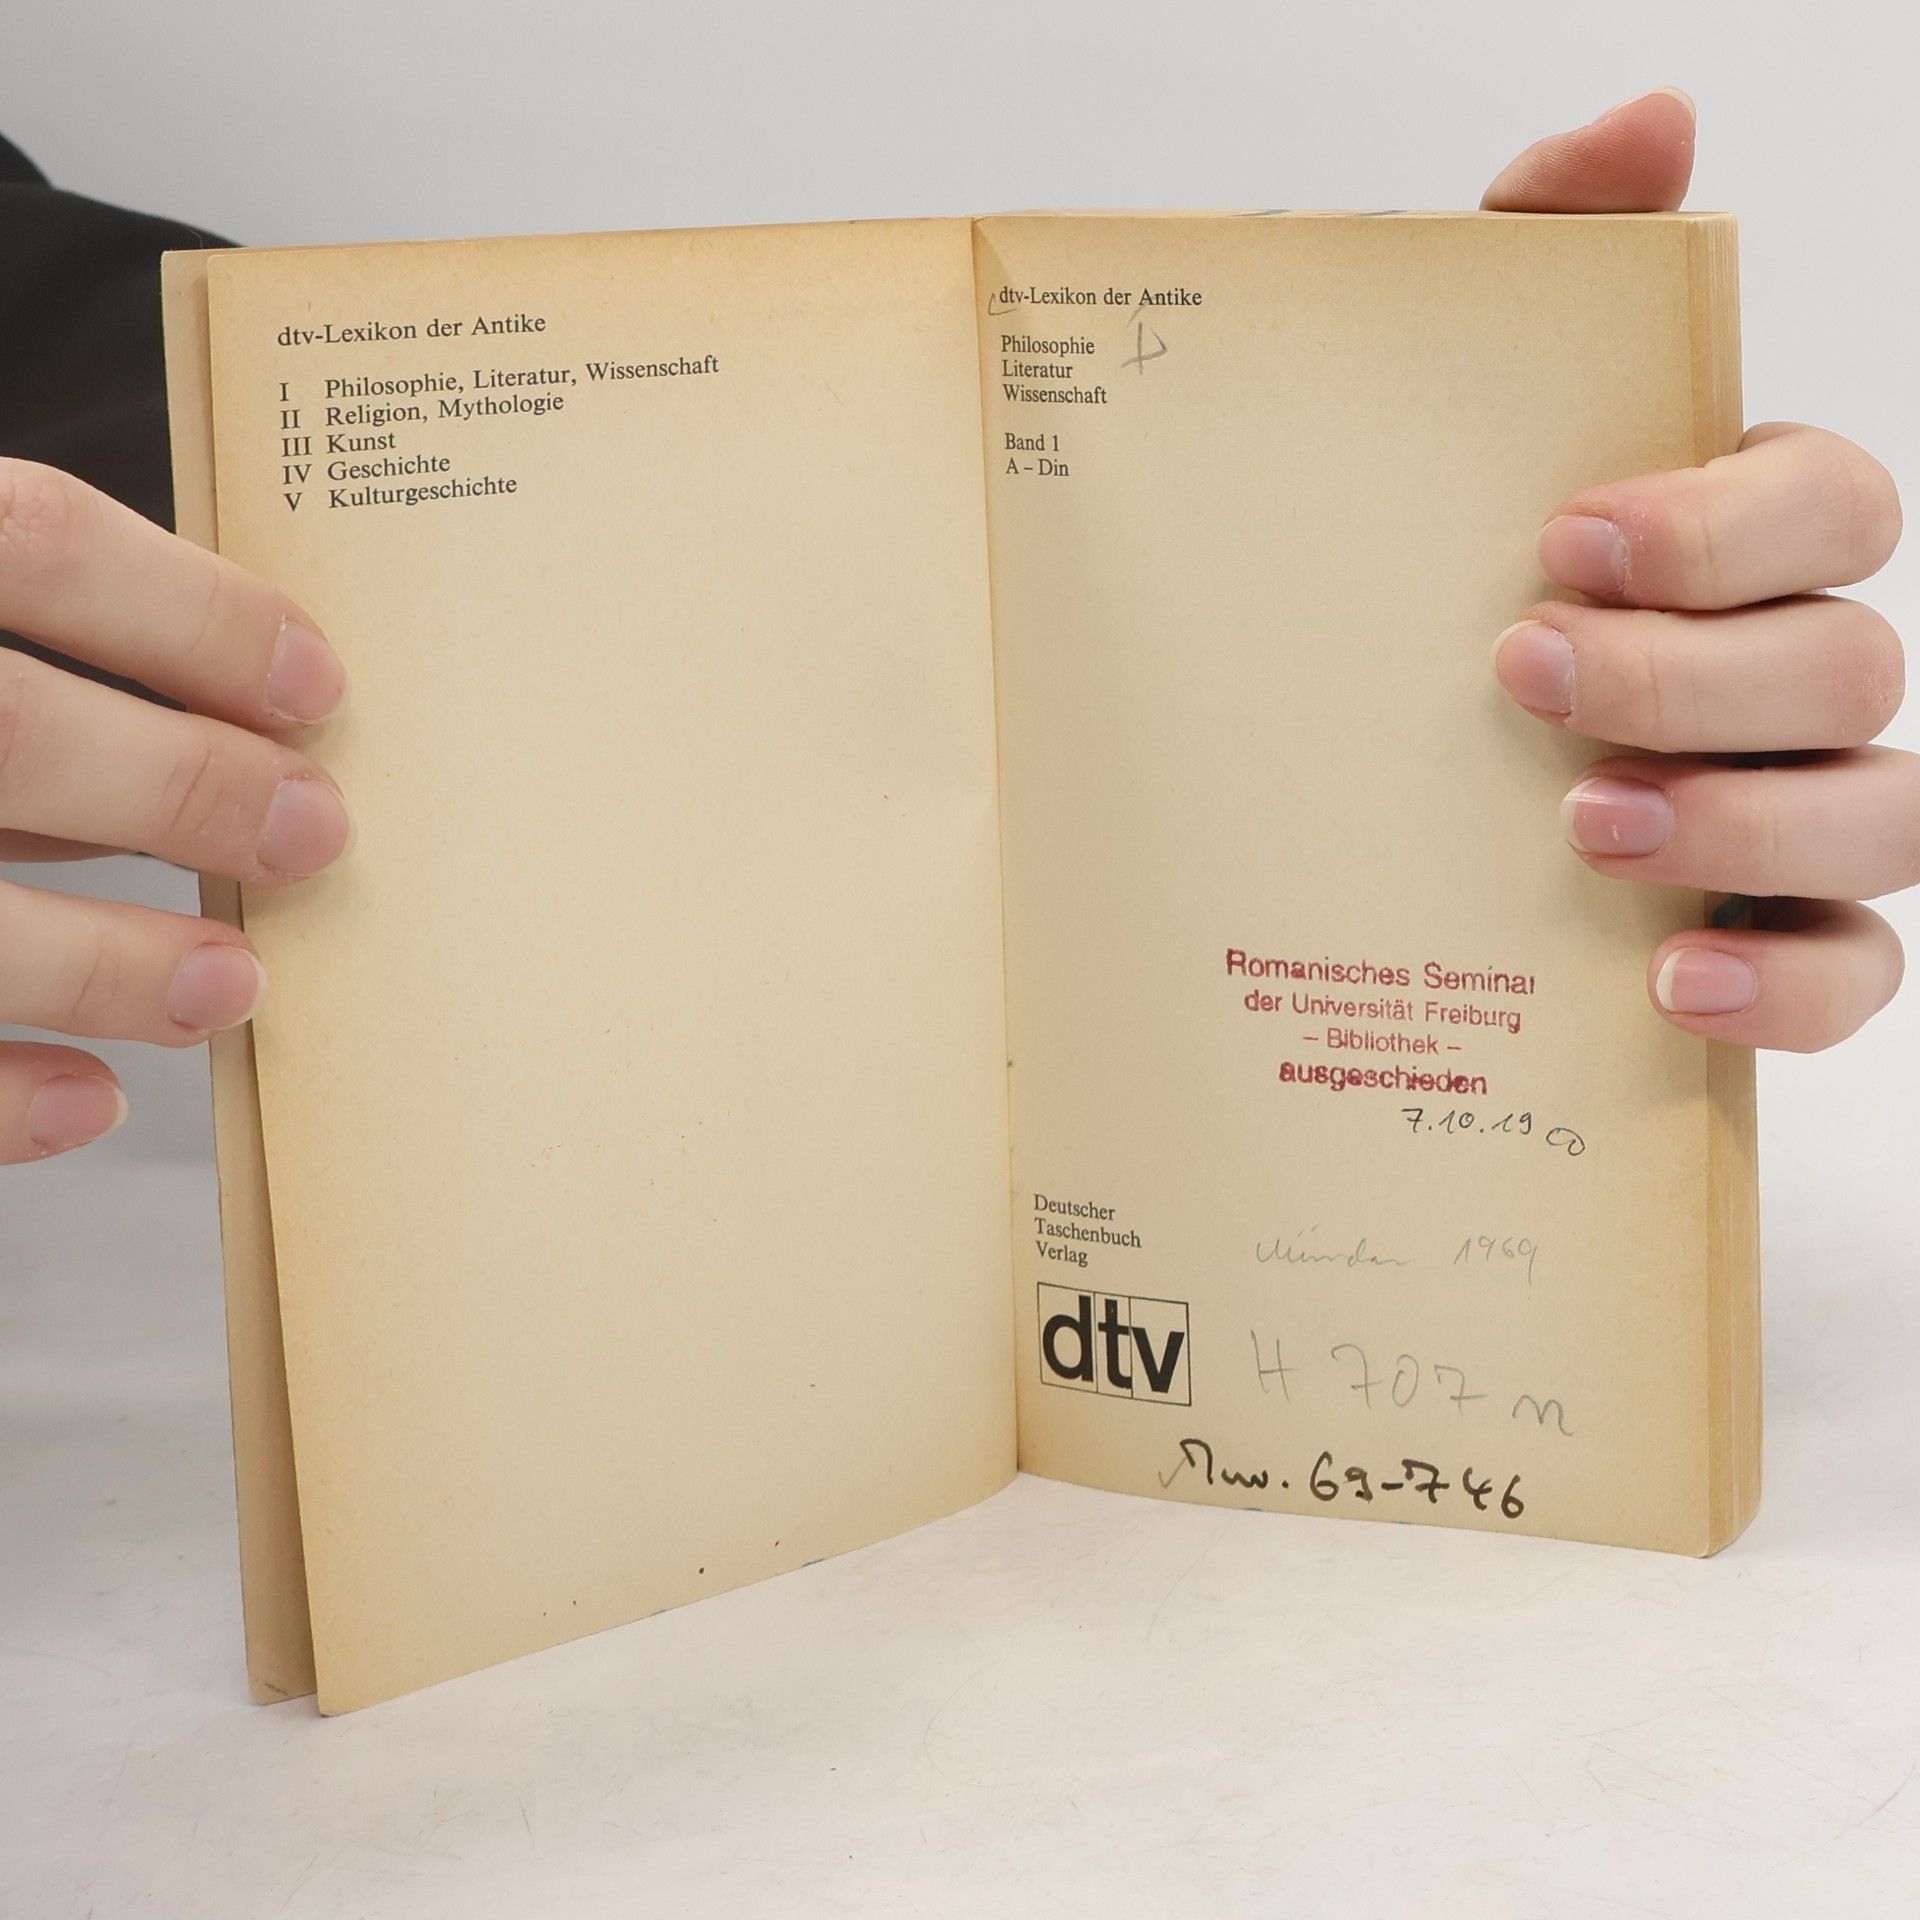 dtv-Lexikon der Antike
I Philosophie, Literatur, Wissenschaft
II Religion, Mythologie
III Kunst
IV Geschichte
V Kulturgeschichte
dtv-Lexikon der Antike
Philosophie
Literatur
Wissenschaft
Band 1
A – Din
Romanisches Seminar
der Universität Freiburg
– Bibliothek –
ausgeschieden
7.10.19
Deutscher
Taschenbuch
Verlag
1969
dtv
H 707 n
69-746